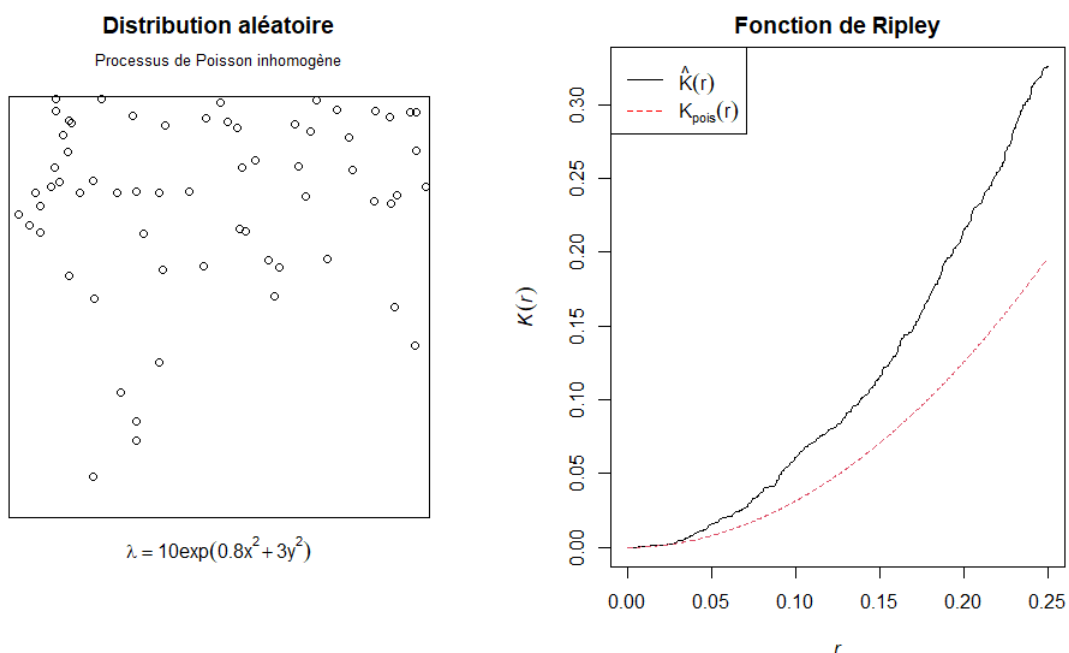 Distribution aléatoire
Processus de Poisson inhomogène
λ = 10exp(0.8x²+3y²)
Fonction de Ripley
K̂(r)
Kpois(r)
K(r)
0.30
0.25
0.20
0.15
0.10
0.05
0.00
0.00 0.05 0.10 0.15 0.20 0.25
r